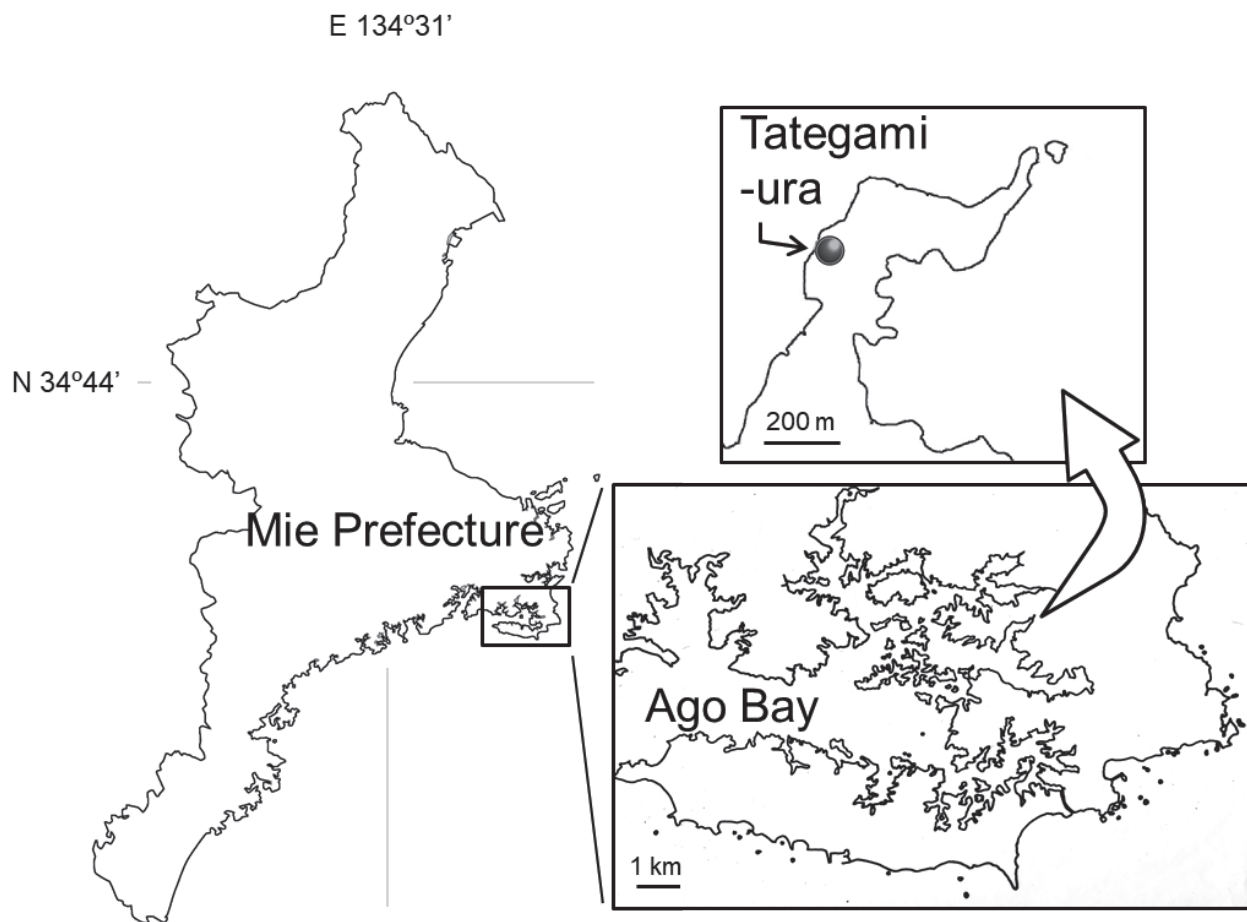 E 134º31’
Tategami
-ura
200 m
N 34º44’
Mie Prefecture
Ago Bay
1 km